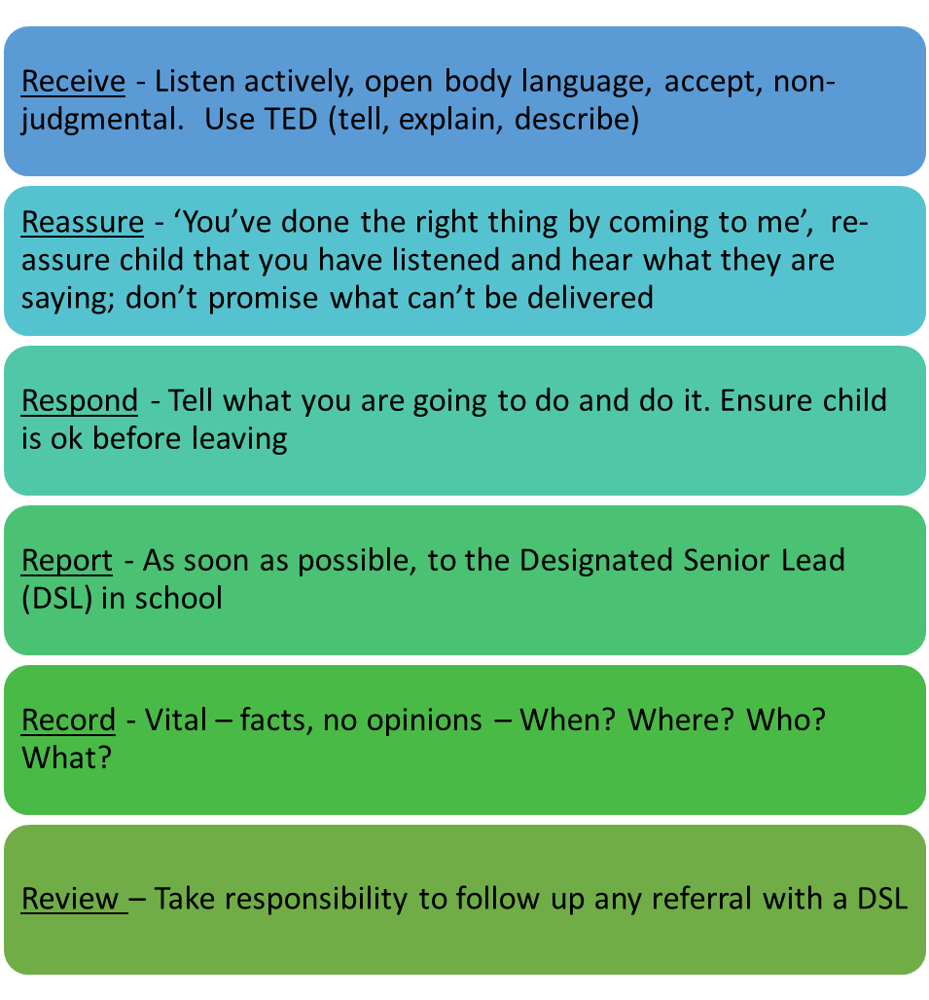 Receive - Listen actively, open body language, accept, non-
judgmental.  Use TED (tell, explain, describe)
Reassure - ‘You’ve done the right thing by coming to me’,  re-
assure child that you have listened and hear what they are
saying; don’t promise what can’t be delivered
Respond - Tell what you are going to do and do it. Ensure child
is ok before leaving
Report - As soon as possible, to the Designated Senior Lead
(DSL) in school
Record - Vital – facts, no opinions – When? Where? Who?
What?
Review – Take responsibility to follow up any referral with a DSL